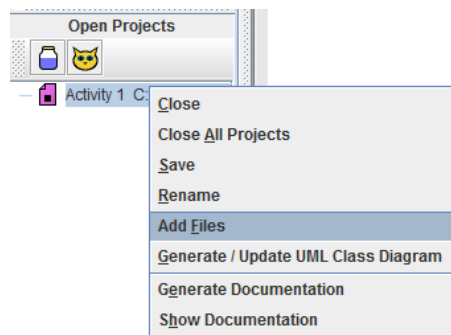 Open Projects
Activity 1 C:
Close
Close All Projects
Save
Rename
Add Files
Generate / Update UML Class Diagram
Generate Documentation
Show Documentation